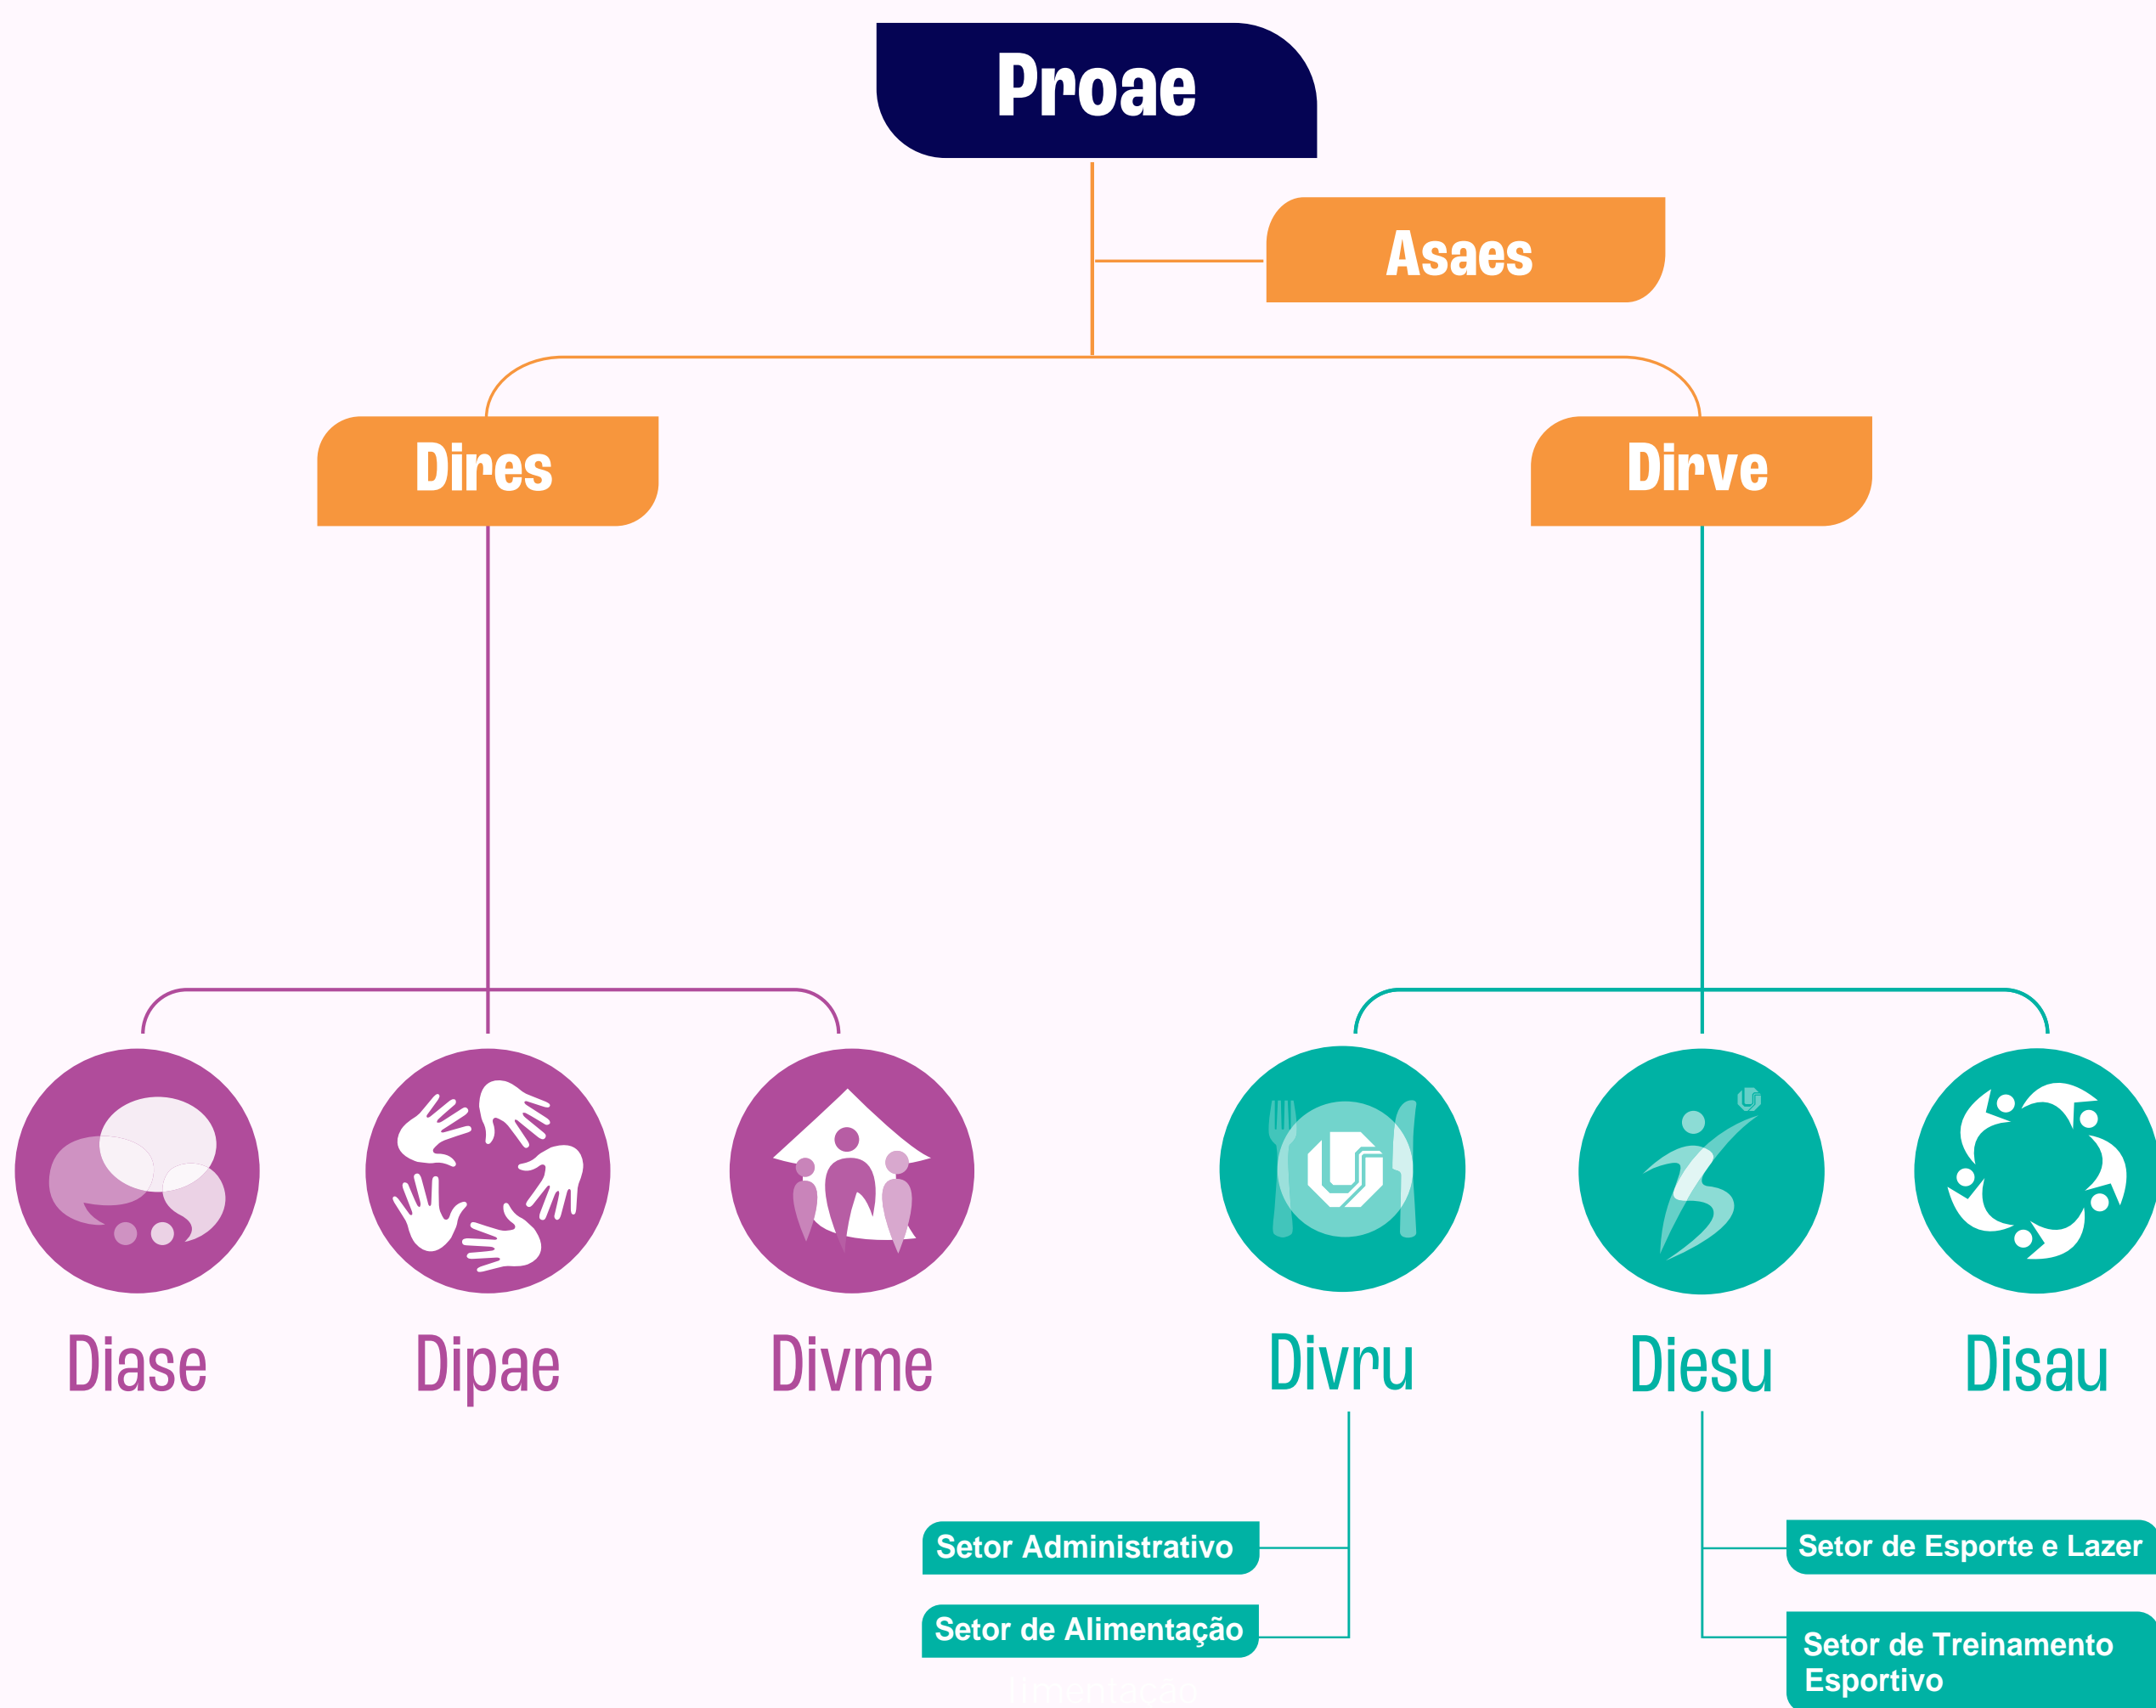 Proae
Asaes
Dires
Dirve
Diase
Dipae
Divme
Divru
Diesu
Disau
Setor Administrativo
Setor de Esporte e Lazer
Setor de Alimentação
Setor de Treinamento
Esportivo